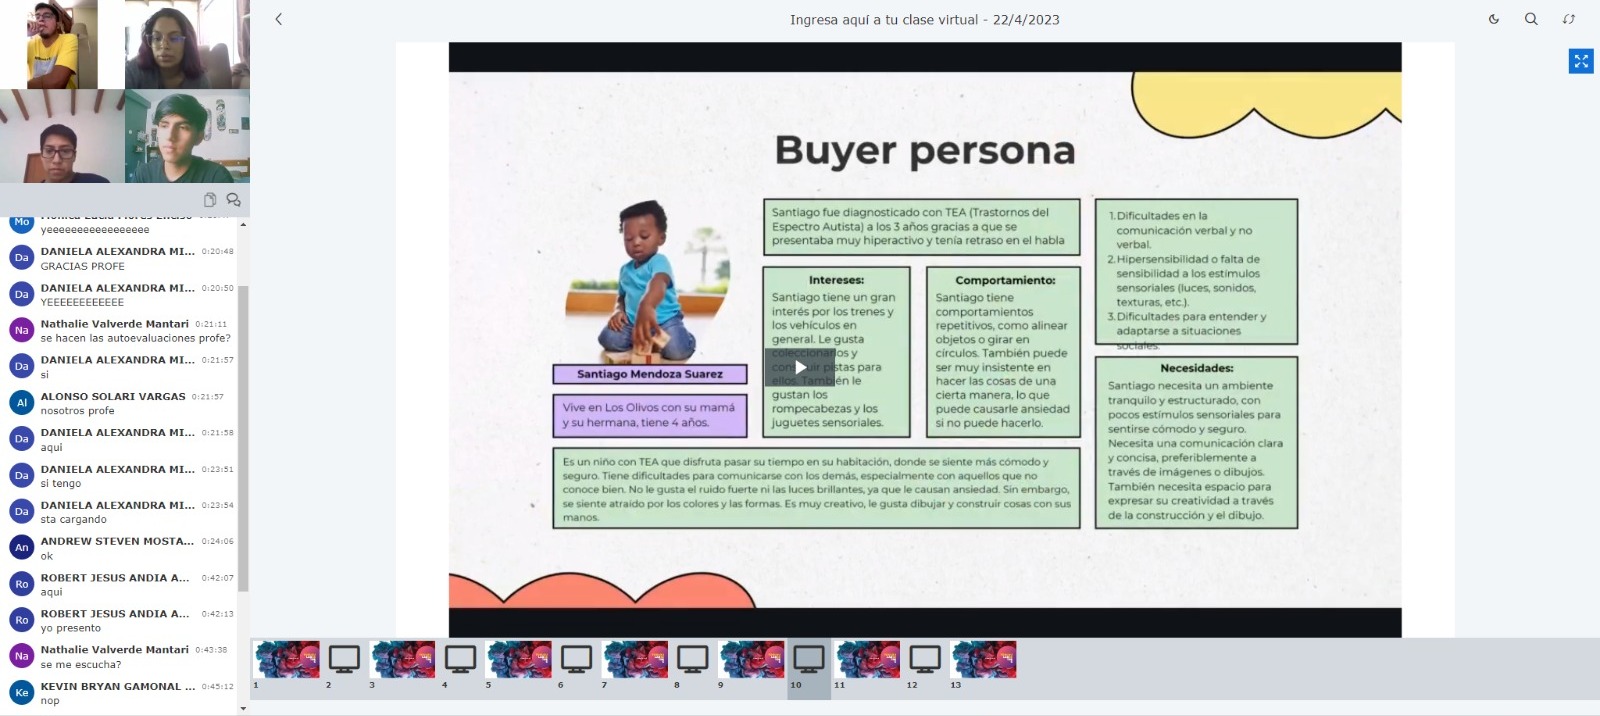 Ingresa aquí a tu clase virtual - 22/4/2023
Mo
yeeeeeeeeeeeeeeeeee
Da DANIELA ALEXANDRA MI... 0:20:48
GRACIAS PROFE
Da DANIELA ALEXANDRA MI... 0:20:50
YEEEEEEEEEEEE
Na Nathalie Valverde Mantari 0:21:11
se hacen las autoevaluaciones profe?
Da DANIELA ALEXANDRA MI... 0:21:57
si
Al ALONSO SOLARI VARGAS 0:21:57
nosotros profe
Da DANIELA ALEXANDRA MI... 0:21:58
aqui
Da DANIELA ALEXANDRA MI... 0:23:51
si tengo
Da DANIELA ALEXANDRA MI... 0:23:54
sta cargando
An ANDREW STEVEN MOSTA... 0:24:06
ok
Ro ROBERT JESUS ANDIA A... 0:42:07
aqui
Ro ROBERT JESUS ANDIA A... 0:42:13
yo presento
Na Nathalie Valverde Mantari 0:43:38
se me escucha?
Ke KEVIN BRYAN GAMONAL ... 0:45:12
nop
Buyer persona
Santiago Mendoza Suarez
Vive en Los Olivos con su mamá
y su hermana, tiene 4 años.
Santiago fue diagnosticado con TEA (Trastornos del
Espectro Autista) a los 3 años gracias a que se
presentaba muy hiperactivo y tenía retraso en el habla
Intereses:
Santiago tiene un gran
interés por los trenes y
los vehículos en
general. Le gusta
coleccionarlos y
construir pistas para
ellos. También le
gustan los
rompecabezas y los
juguetes sensoriales.
Comportamiento:
Santiago tiene
comportamientos
repetitivos, como alinear
objetos o girar en
círculos. También puede
ser muy insistente en
hacer las cosas de una
cierta manera, lo que
puede causarle ansiedad
si no puede hacerlo.
Es un niño con TEA que disfruta pasar su tiempo en su habitación, donde se siente más cómodo y
seguro. Tiene dificultades para comunicarse con los demás, especialmente con aquellos que no
conoce bien. No le gusta el ruido fuerte ni las luces brillantes, ya que le causan ansiedad. Sin embargo,
se siente atraído por los colores y las formas. Es muy creativo, le gusta dibujar y construir cosas con sus
manos.
1. Dificultades en la
comunicación verbal y no
verbal.
2. Hipersensibilidad o falta de
sensibilidad a los estímulos
sensoriales (luces, sonidos,
texturas, etc.).
3. Dificultades para entender y
adaptarse a situaciones
sociales.
Necesidades:
Santiago necesita un ambiente
tranquilo y estructurado, con
pocos estímulos sensoriales para
sentirse cómodo y seguro.
Necesita una comunicación clara
y concisa, preferiblemente a
través de imágenes o dibujos.
También necesita espacio para
expresar su creatividad a través
de la construcción y el dibujo.
1 2 3 4 5 6 7 8 9 10 11 12 13